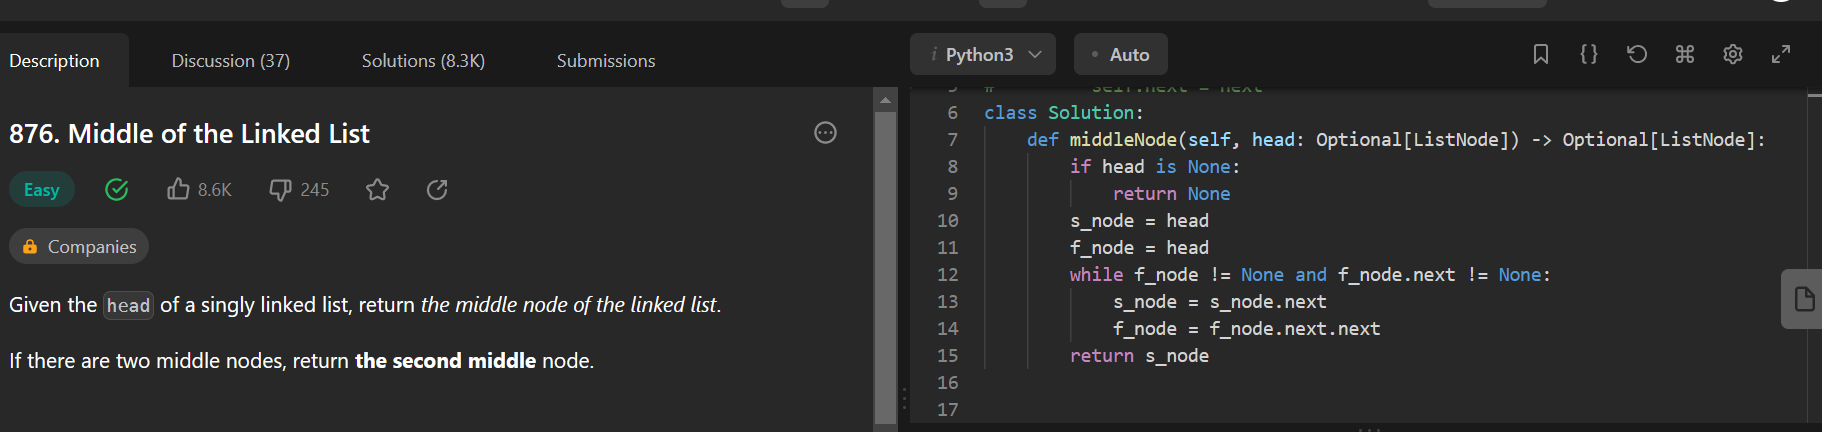 Description Discussion (37) Solutions (8.3K) Submissions
876. Middle of the Linked List
Easy 8.6K 245
Companies
Given the head of a singly linked list, return the middle node of the linked list.
If there are two middle nodes, return the second middle node.
i Python3 • Auto
5 # self.next = next
6 class Solution:
7 def middleNode(self, head: Optional[ListNode]) -> Optional[ListNode]:
8 if head is None:
9 return None
10 s_node = head
11 f_node = head
12 while f_node != None and f_node.next != None:
13 s_node = s_node.next
14 f_node = f_node.next.next
15 return s_node
16
17